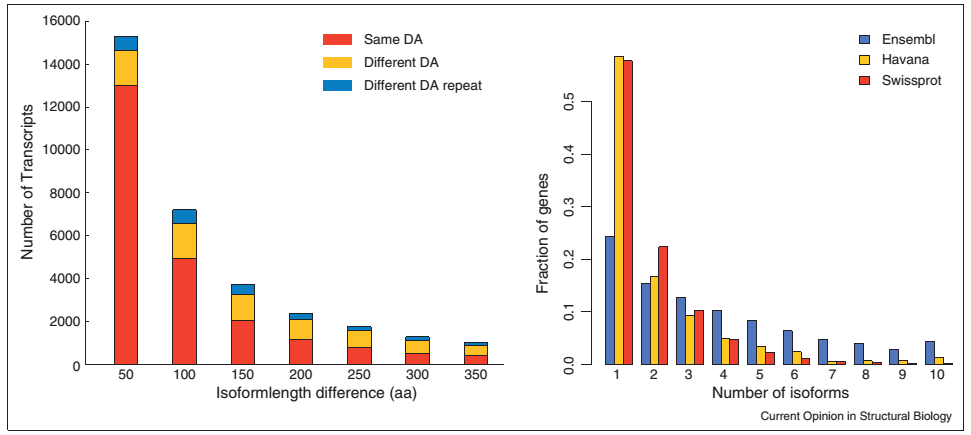 16000
14000
12000
10000
8000
6000
4000
2000
0
Number of Transcripts
Same DA
Different DA
Different DA repeat
50 100 150 200 250 300 350
Isoformlength difference (aa)
Ensembl
Havana
Swissprot
0.5
0.4
0.3
0.2
0.1
0.0
Fraction of genes
1 2 3 4 5 6 7 8 9 10
Number of isoforms
Current Opinion in Structural Biology